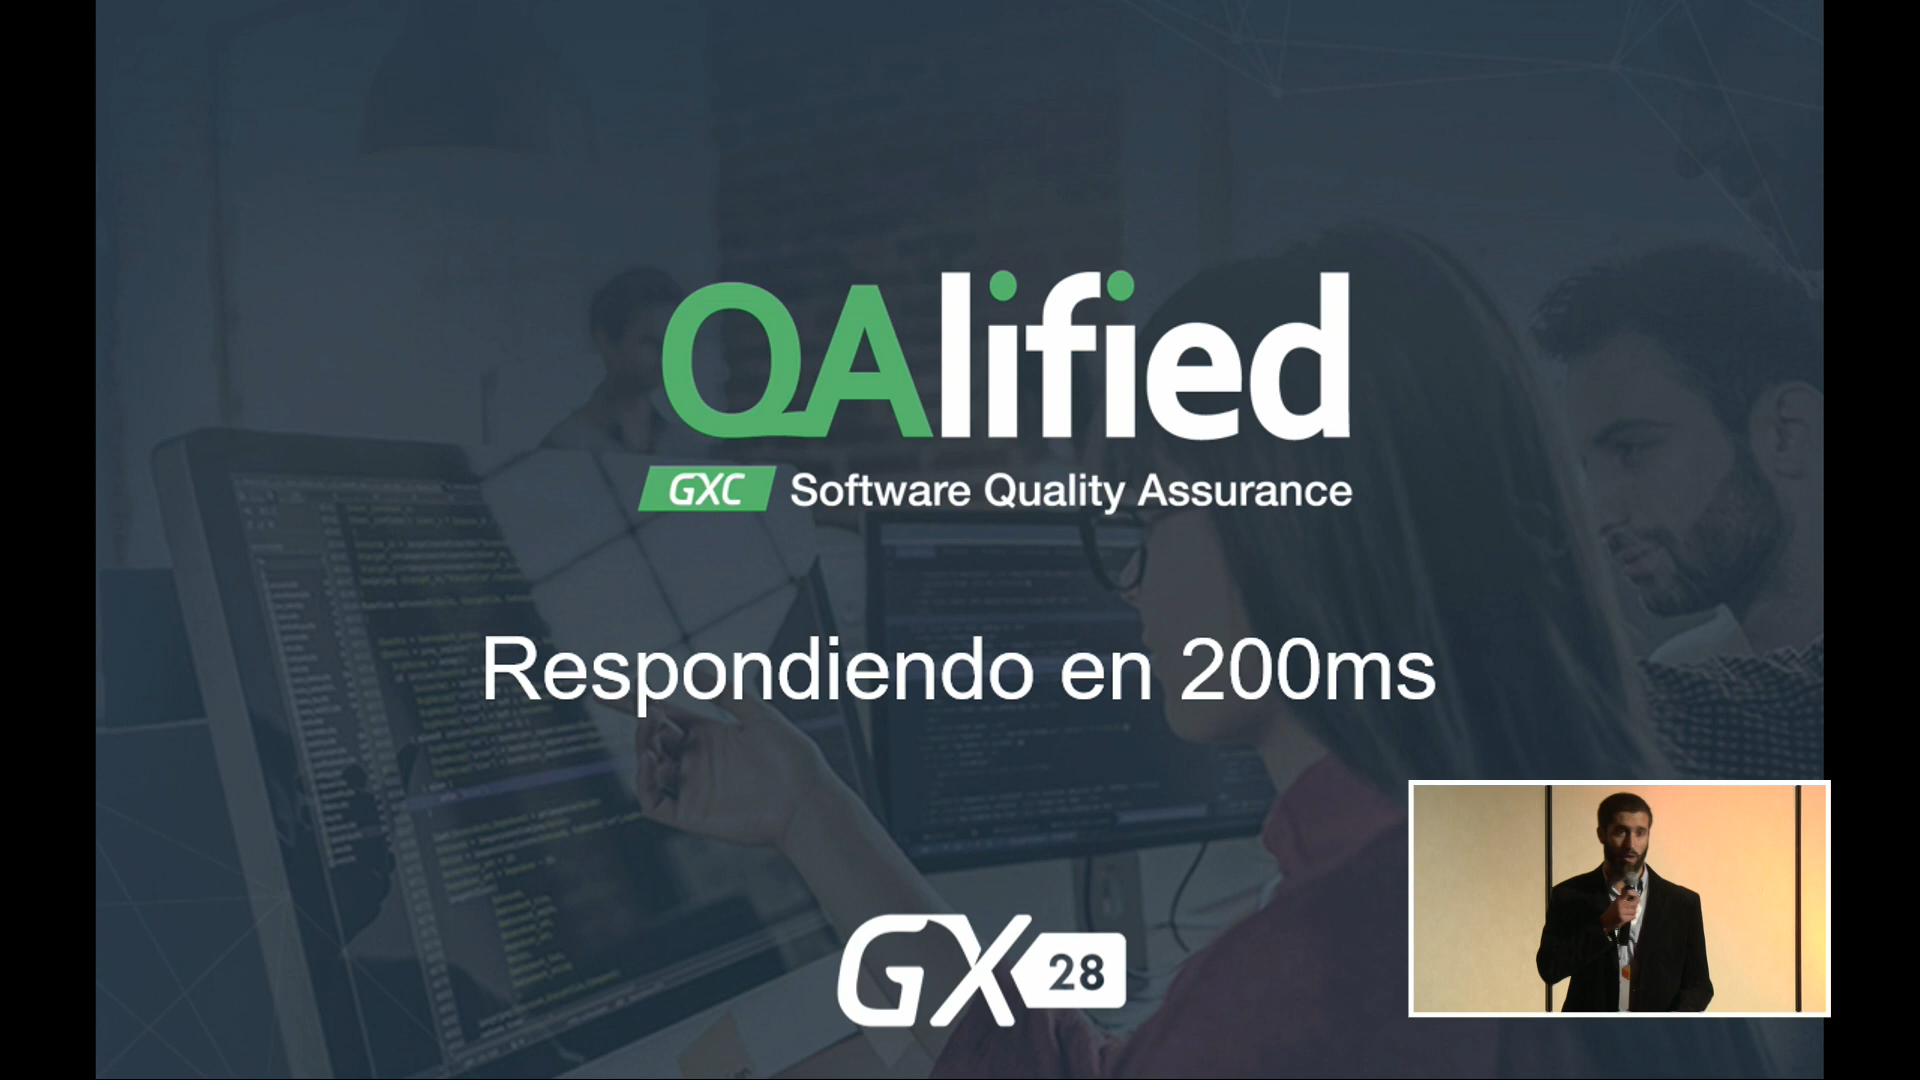 QAlified
GXC Software Quality Assurance
Respondiendo en 200ms
GX 28